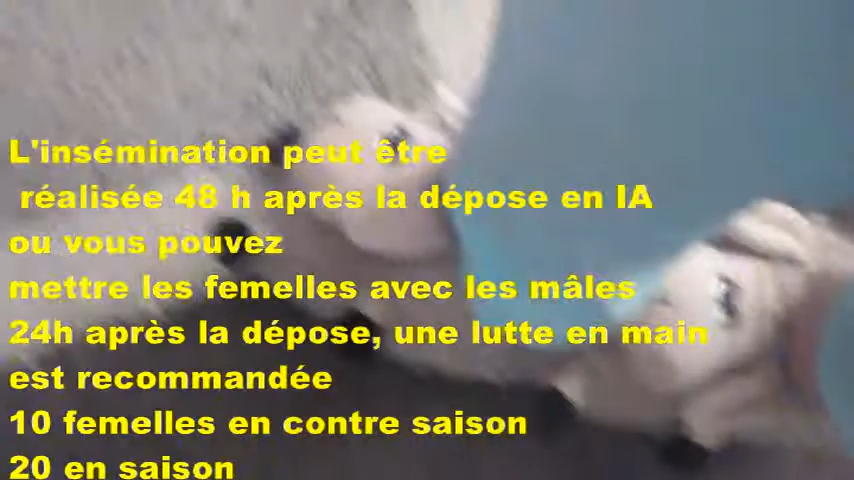 L'insémination peut être
réalisée 48 h après la dépose en IA
ou vous pouvez
mettre les femelles avec les mâles
24h après la dépose, une lutte en main
est recommandée
10 femelles en contre saison
20 en saison